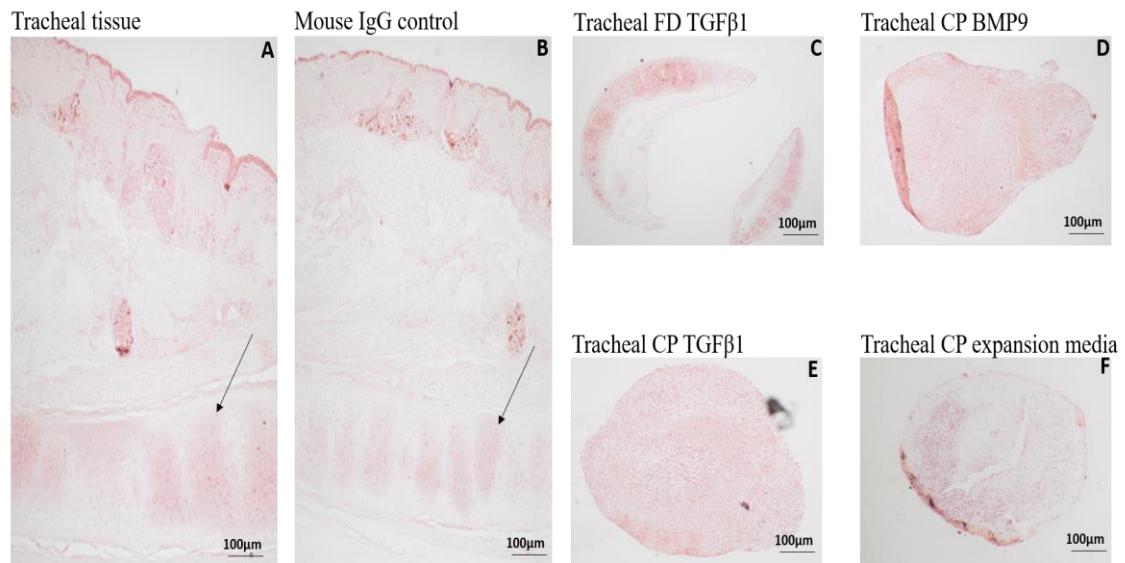 Tracheal tissue
A
100µm
Mouse IgG control
B
100µm
Tracheal FD TGFβ1
C
100µm
Tracheal CP BMP9
D
100µm
Tracheal CP TGFβ1
E
100µm
Tracheal CP expansion media
F
100µm